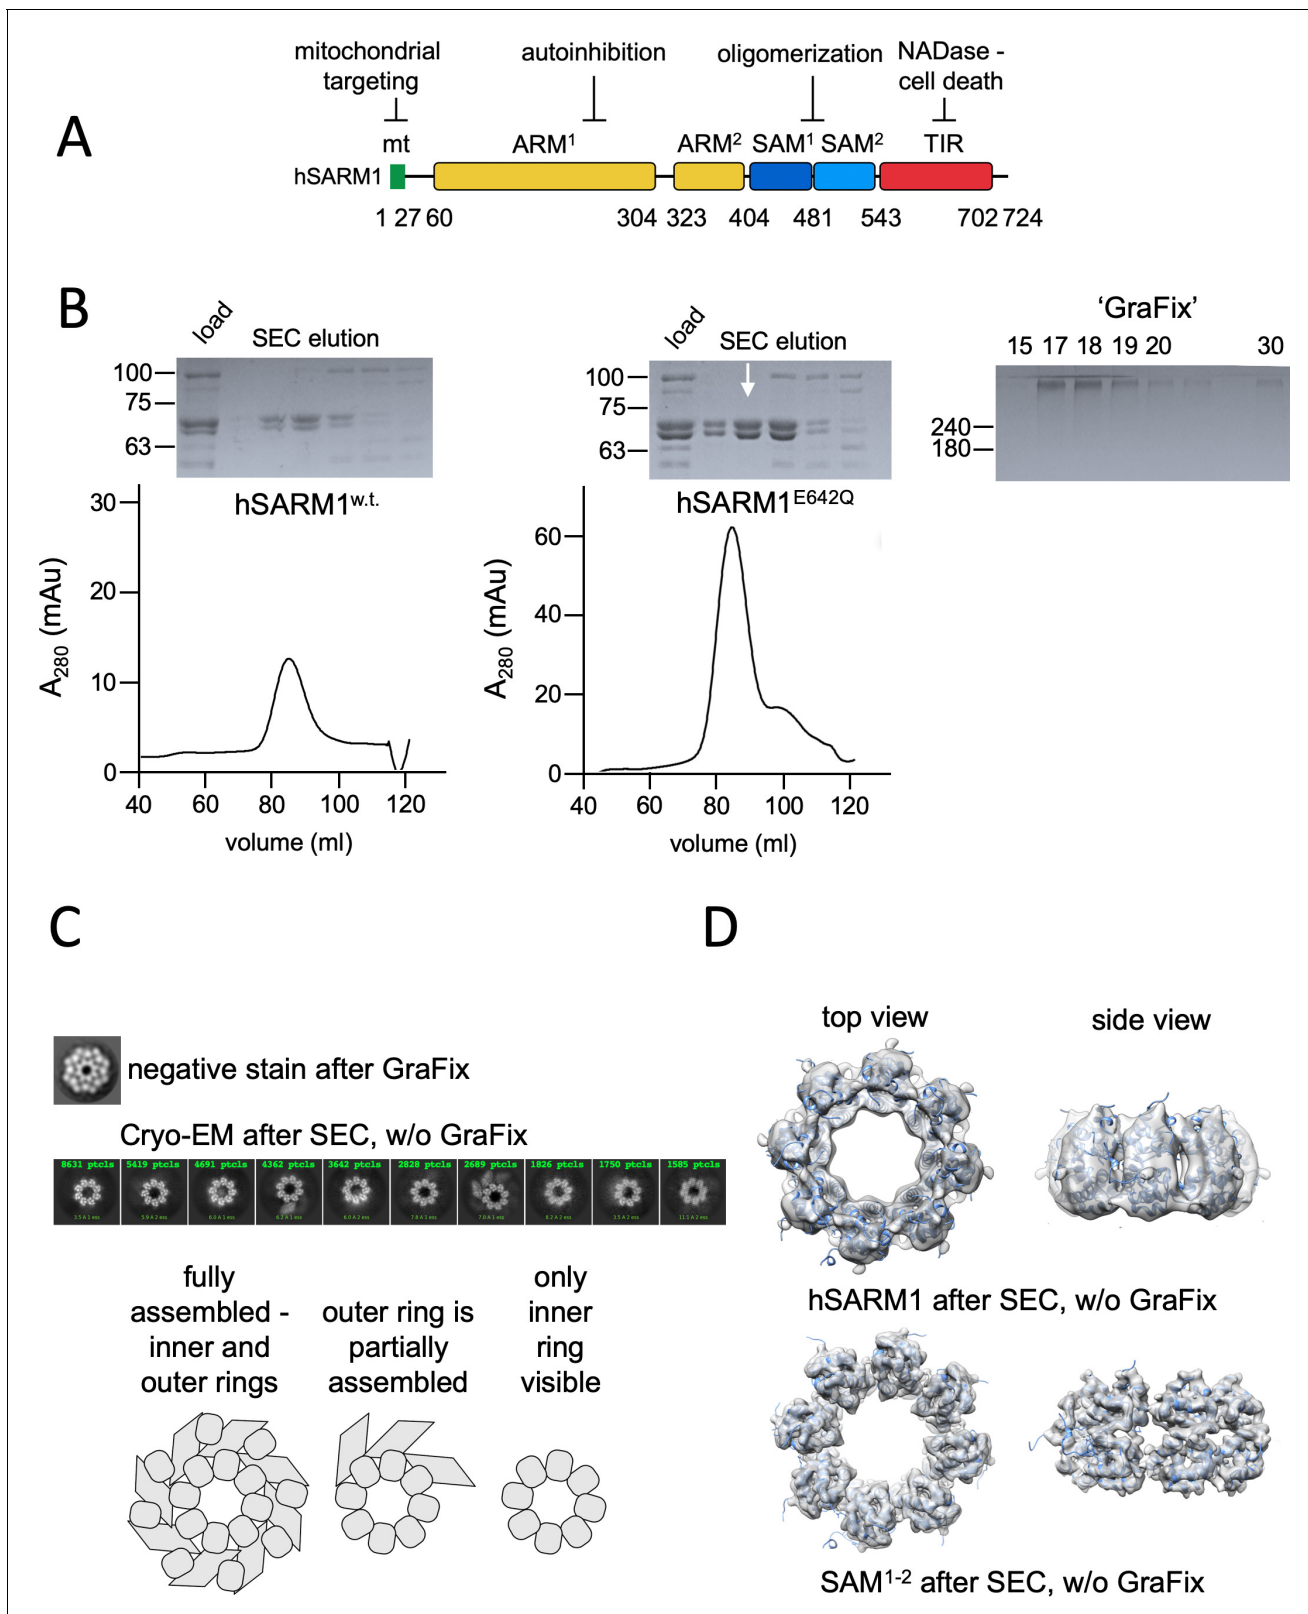 A
mitochondrial
targeting
autoinhibition
oligomerization
NADase -
cell death
mt
ARM¹
ARM²
SAM¹
SAM²
TIR
hSARM1
1 27 60 304 323 404 481 543 702 724
B
load
SEC elution
100
75
63
hSARM1w.t.
30
20
10
0
A280 (mAu)
40 60 80 100 120
volume (ml)
load
SEC elution
100
75
63
hSARM1E642Q
60
40
20
0
A280 (mAu)
40 60 80 100 120
volume (ml)
'GraFix'
15 17 18 19 20 30
240
180
C
negative stain after GraFix
Cryo-EM after SEC, w/o GraFix
8631 ptcls 5419 ptcls 4691 ptcls 4362 ptcls 3642 ptcls 2828 ptcls 2689 ptcls 1826 ptcls 1750 ptcls 1585 ptcls
fully
assembled -
inner and
outer rings
outer ring is
partially
assembled
only
inner
ring
visible
D
top view
side view
hSARM1 after SEC, w/o GraFix
SAM¹⁻² after SEC, w/o GraFix